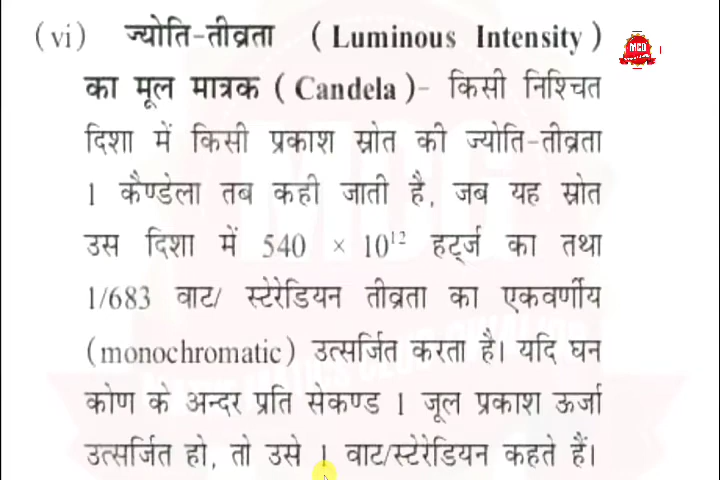 (vi) ज्योति-तीव्रता (Luminous Intensity)
का मूल मात्रक (Candela)- किसी निश्चित
दिशा में किसी प्रकाश स्रोत की ज्योति-तीव्रता
1 कैण्डेला तब कही जाती है, जब यह स्रोत
उस दिशा में 540 × 10¹² हर्ट्ज का तथा
1/683 वाट/ स्टेरेडियन तीव्रता का एकवर्णीय
(monochromatic) उत्सर्जित करता है। यदि घन
कोण के अन्दर प्रति सेकण्ड 1 जूल प्रकाश ऊर्जा
उत्सर्जित हो, तो उसे 1 वाट/स्टेरेडियन कहते हैं।
MCG